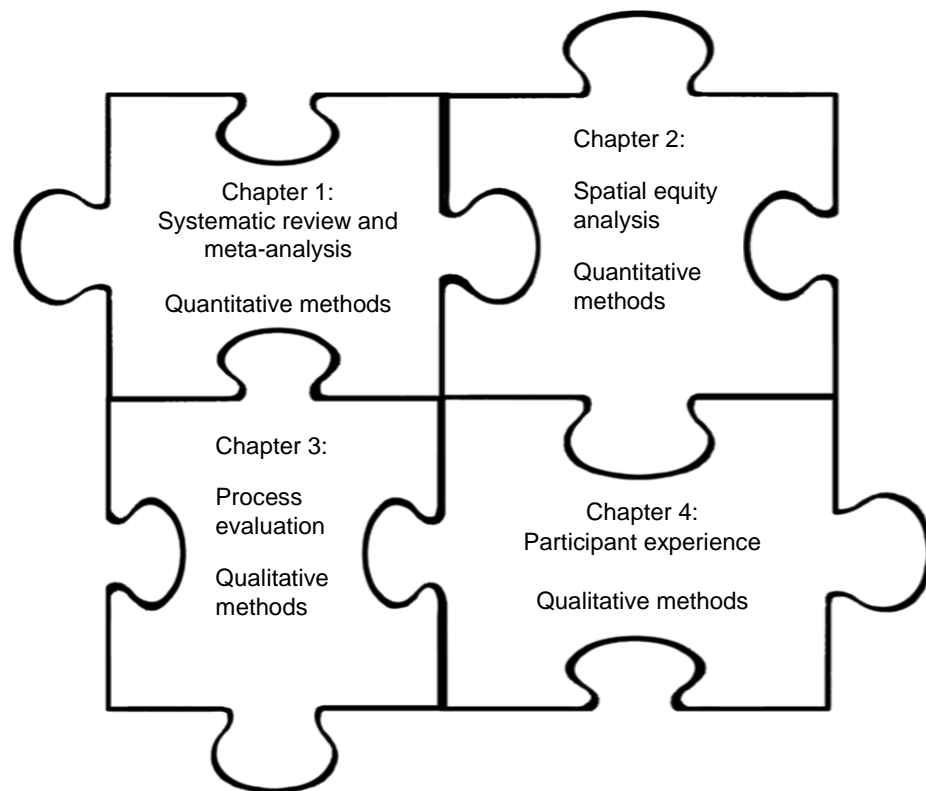 Chapter 1:
Systematic review and
meta-analysis
Quantitative methods
Chapter 2:
Spatial equity
analysis
Quantitative
methods
Chapter 3:
Process
evaluation
Qualitative
methods
Chapter 4:
Participant experience
Qualitative methods